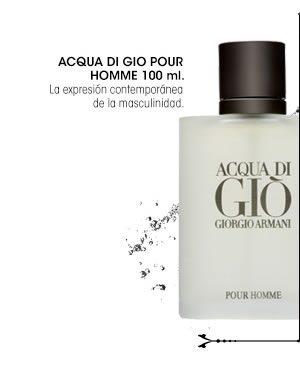 ACQUA DI GIO POUR
HOMME 100 ml.
La expresión contemporánea
de la masculinidad.
ACQUA DI
GIÒ
GIORGIO ARMANI
POUR HOMME